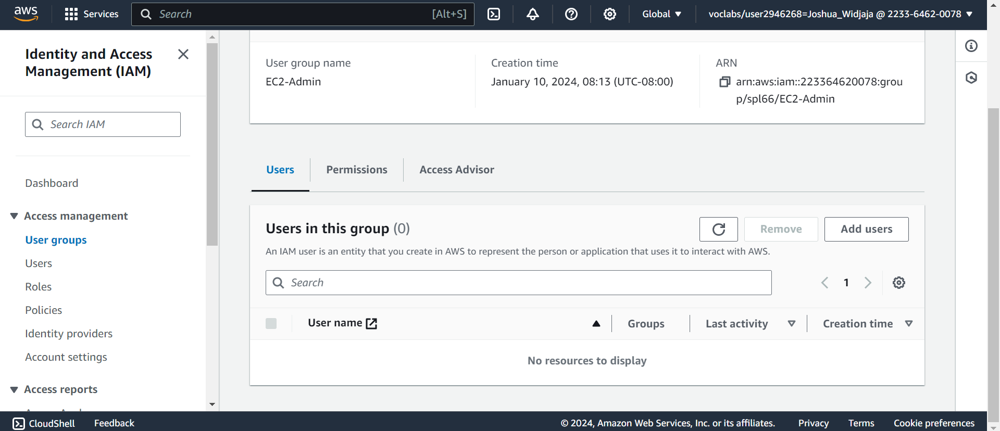 aws
Services
Search
[Alt+S]
Global
voclabs/user2946268=Joshua_Widjaja @ 2233-6462-0078
Identity and Access
Management (IAM)
Search IAM
Dashboard
Access management
User groups
Users
Roles
Policies
Identity providers
Account settings
Access reports
User group name
EC2-Admin
Creation time
January 10, 2024, 08:13 (UTC-08:00)
ARN
arn:aws:iam::223364620078:grou
p/spl66/EC2-Admin
Users
Permissions
Access Advisor
Users in this group (0)
Remove
Add users
An IAM user is an entity that you create in AWS to represent the person or application that uses it to interact with AWS.
Search
1
User name
Groups
Last activity
Creation time
No resources to display
CloudShell
Feedback
© 2024, Amazon Web Services, Inc. or its affiliates.
Privacy
Terms
Cookie preferences